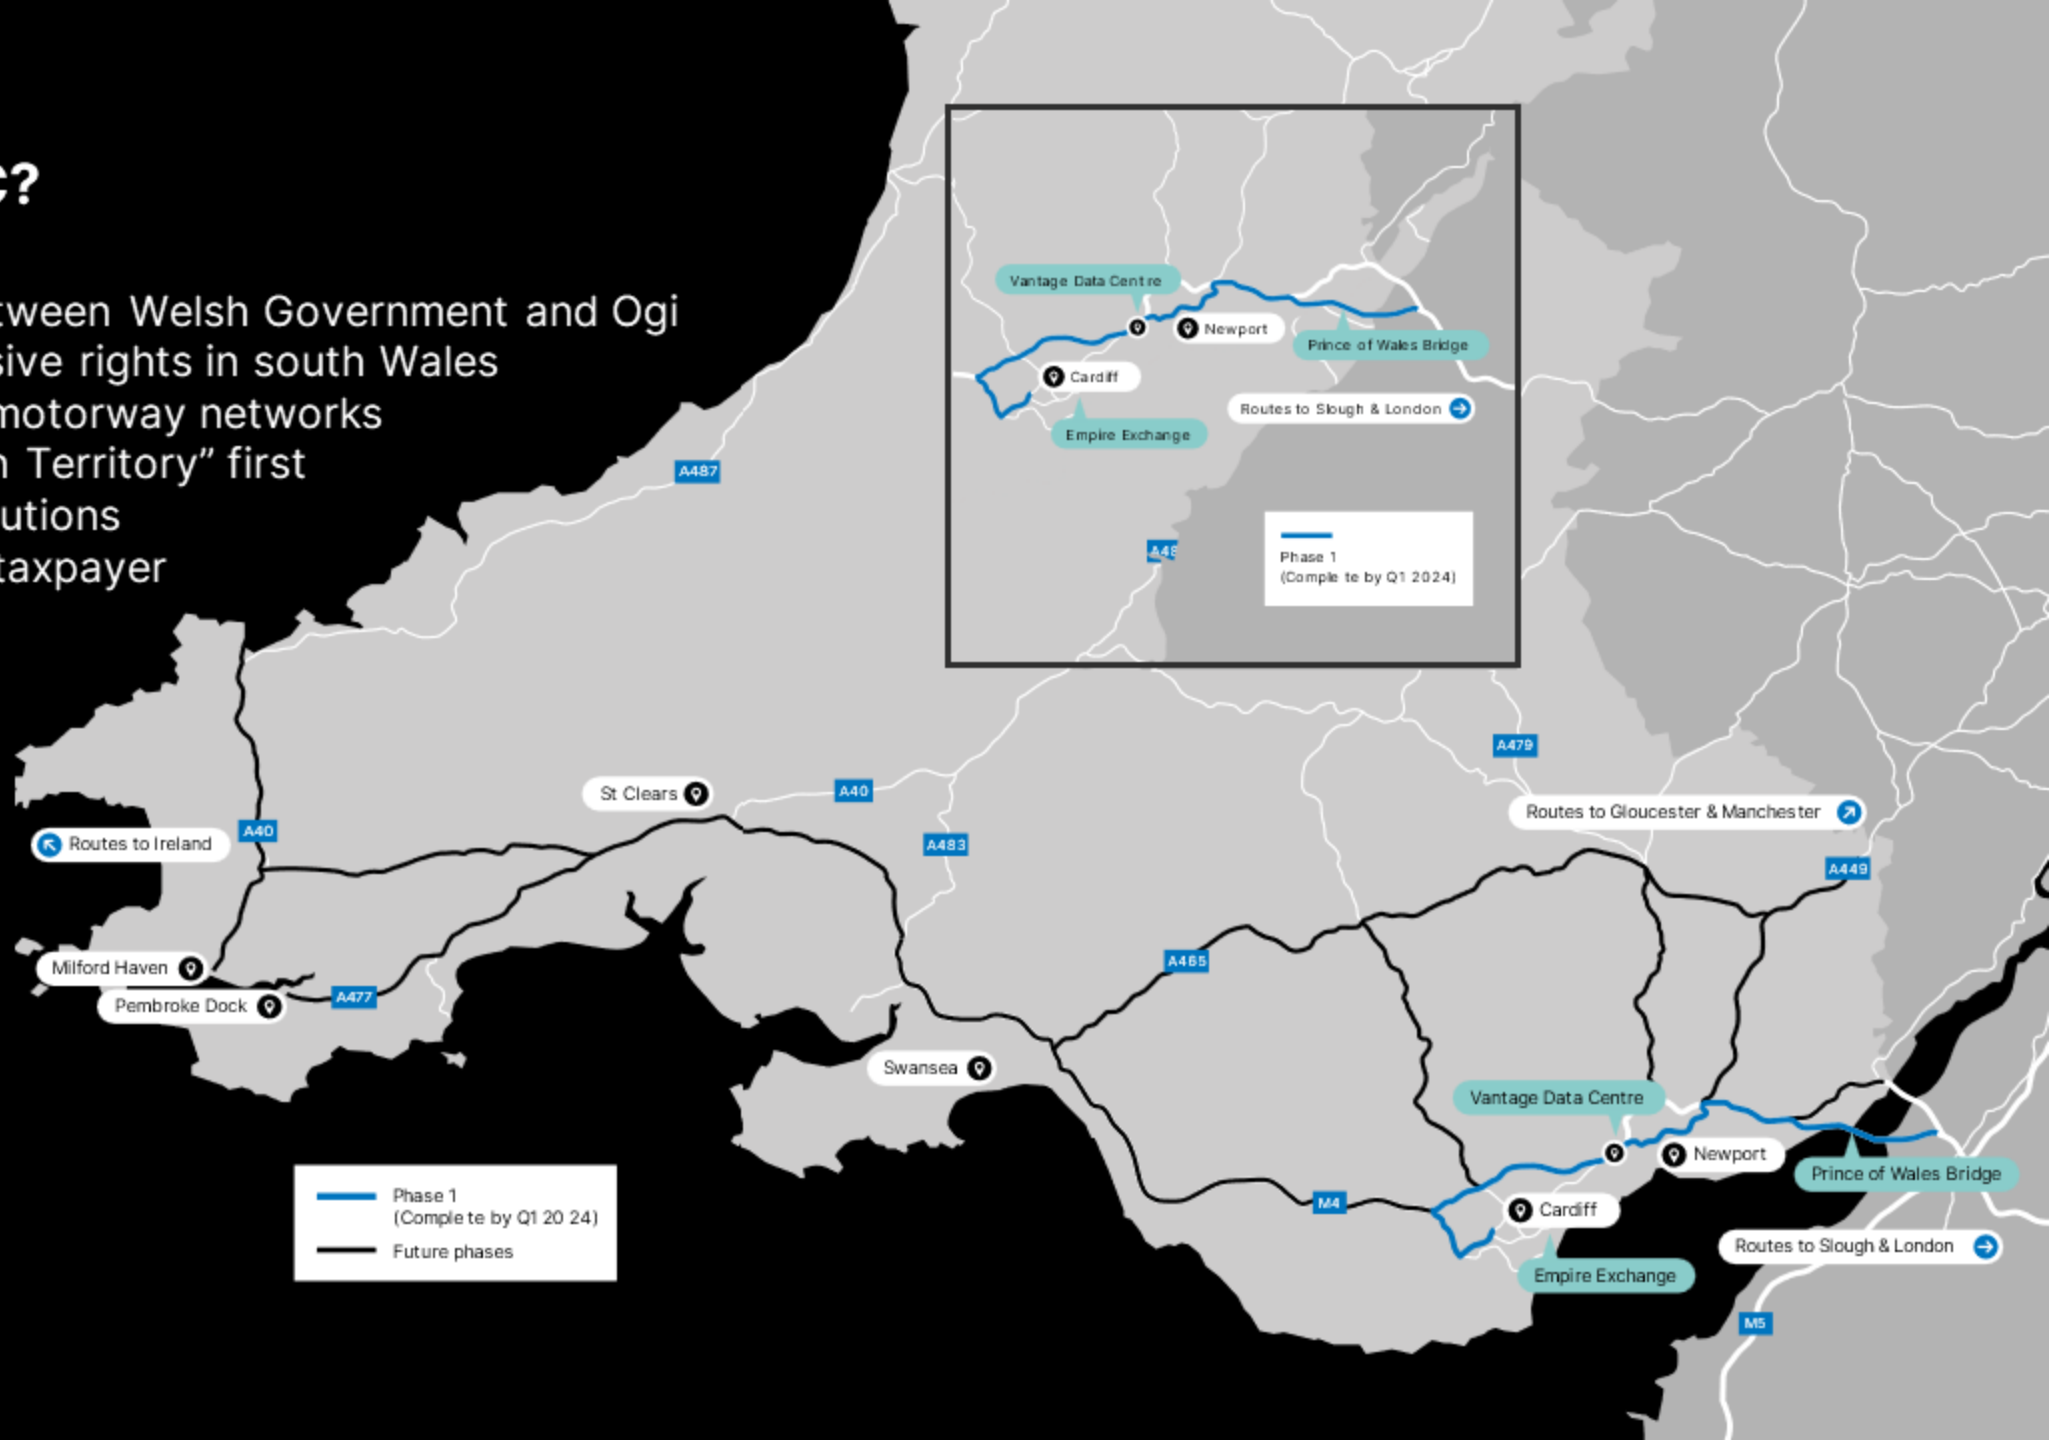 C?
tween Welsh Government and Ogi
sive rights in south Wales
motorway networks
n Territory” first
utions
taxpayer
Vantage Data Centre
Newport
Prince of Wales Bridge
Cardiff
Routes to Slough & London
Empire Exchange
A48
Phase 1
(Complete by Q1 2024)
A487
A479
St Clears
A40
Routes to Gloucester & Manchester
A40
Routes to Ireland
A483
A449
A465
Milford Haven
A477
Pembroke Dock
Swansea
Vantage Data Centre
Newport
Prince of Wales Bridge
M4
Cardiff
Routes to Slough & London
Empire Exchange
M5
Phase 1
(Complete by Q1 2024)
Future phases